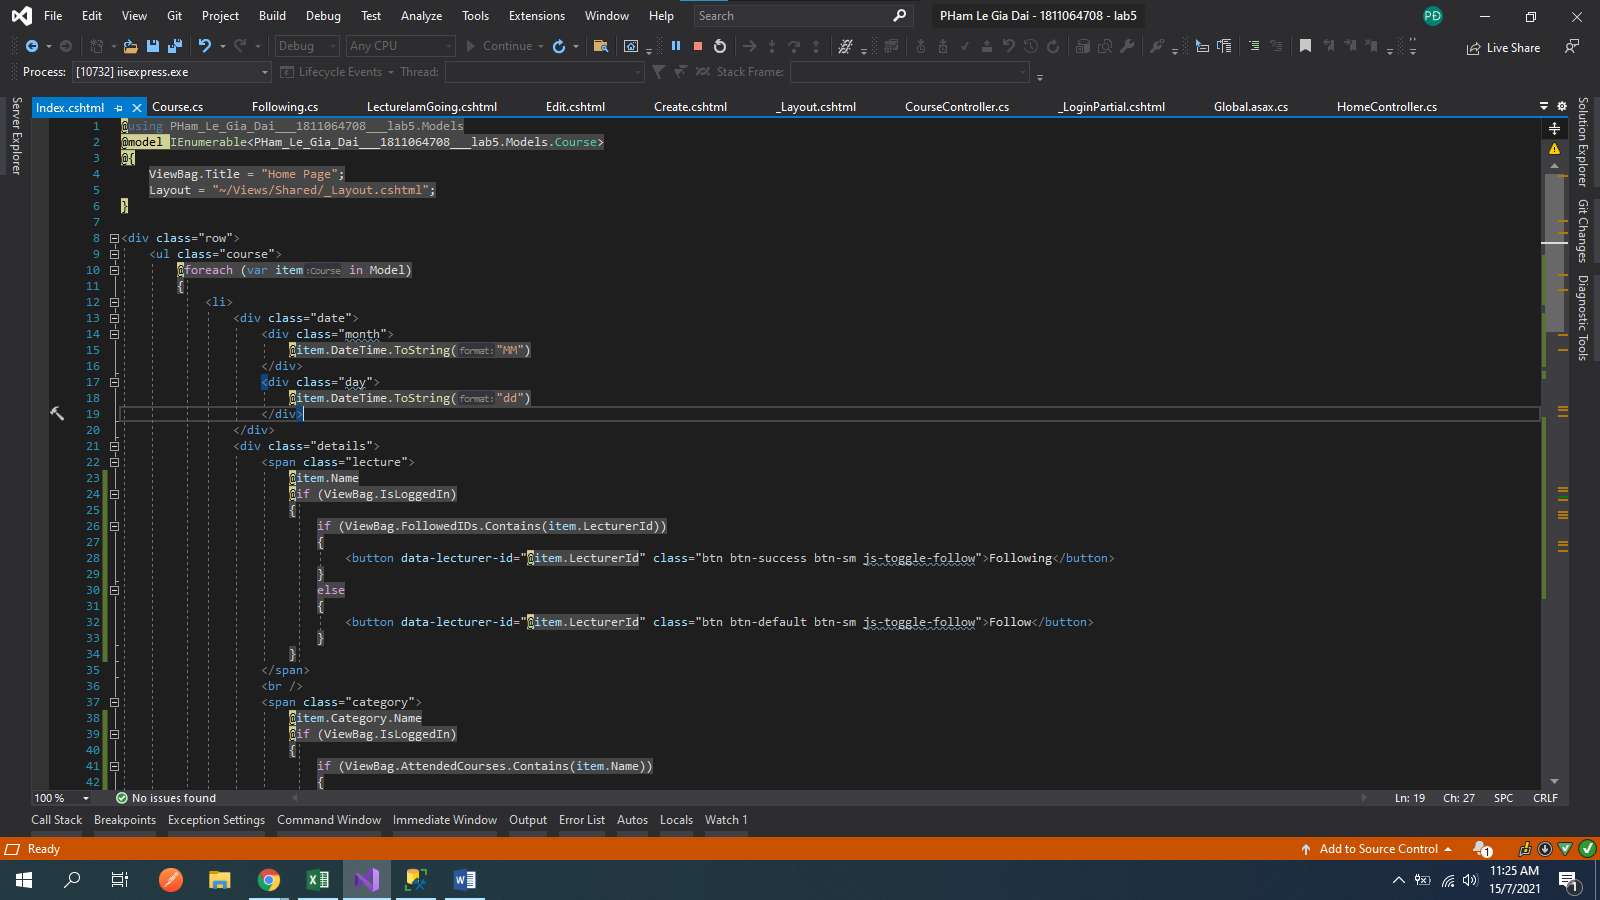 File Edit View Git Project Build Debug Test Analyze Tools Extensions Window Help Search PHam Le Gia Dai - 1811064708 - lab5 PĐ
Debug Any CPU Continue Live Share
Process: [10732] iisexpress.exe Lifecycle Events Thread: Stack Frame:
Index.cshtml Course.cs Following.cs LectureIamGoing.cshtml Edit.cshtml Create.cshtml _Layout.cshtml CourseController.cs _LoginPartial.cshtml Global.asax.cs HomeController.cs
Server Explorer
Solution Explorer
Git Changes
Diagnostic Tools
1 @using PHam_Le_Gia_Dai___1811064708___lab5.Models
2 @model IEnumerable<PHam_Le_Gia_Dai___1811064708___lab5.Models.Course>
3 @{
4 ViewBag.Title = "Home Page";
5 Layout = "~/Views/Shared/_Layout.cshtml";
6 }
7
8 <div class="row">
9 <ul class="course">
10 @foreach (var item :Course in Model)
11 {
12 <li>
13 <div class="date">
14 <div class="month">
15 @item.DateTime.ToString(format: "MM")
16 </div>
17 <div class="day">
18 @item.DateTime.ToString(format: "dd")
19 </div>
20 </div>
21 <div class="details">
22 <span class="lecture">
23 @item.Name
24 @if (ViewBag.IsLoggedIn)
25 {
26 if (ViewBag.FollowedIDs.Contains(item.LecturerId))
27 {
28 <button data-lecturer-id="@item.LecturerId" class="btn btn-success btn-sm js-toggle-follow">Following</button>
29 }
30 else
31 {
32 <button data-lecturer-id="@item.LecturerId" class="btn btn-default btn-sm js-toggle-follow">Follow</button>
33 }
34 }
35 </span>
36 <br />
37 <span class="category">
38 @item.Category.Name
39 @if (ViewBag.IsLoggedIn)
40 {
41 if (ViewBag.AttendedCourses.Contains(item.Name))
42 {
100 % No issues found Ln: 19 Ch: 27 SPC CRLF
Call Stack Breakpoints Exception Settings Command Window Immediate Window Output Error List Autos Locals Watch 1
Ready Add to Source Control 1
11:25 AM
15/7/2021 1